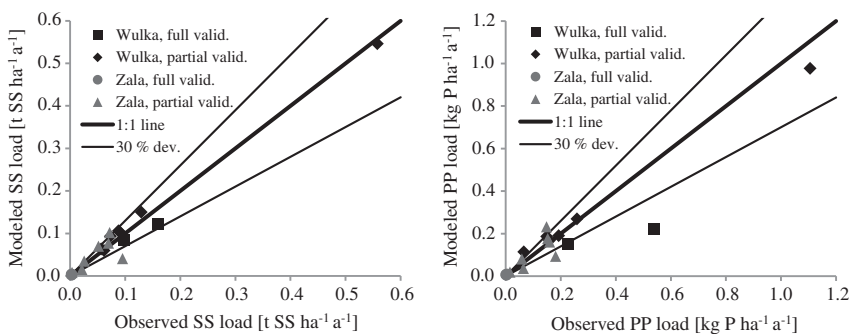 Modeled SS load [t SS ha⁻¹ a⁻¹]
0.6
0.5
0.4
0.3
0.2
0.1
0.0
Wulka, full valid.
Wulka, partial valid.
Zala, full valid.
Zala, partial valid.
1:1 line
30 % dev.
0.0 0.1 0.2 0.3 0.4 0.5 0.6
Observed SS load [t SS ha⁻¹ a⁻¹]
Modeled PP load [kg P ha⁻¹ a⁻¹]
1.2
1.0
0.8
0.6
0.4
0.2
0.0
Wulka, full valid.
Wulka, partial valid.
Zala, full valid.
Zala, partial valid.
1:1 line
30 % dev.
0.0 0.2 0.4 0.6 0.8 1.0 1.2
Observed PP load [kg P ha⁻¹ a⁻¹]